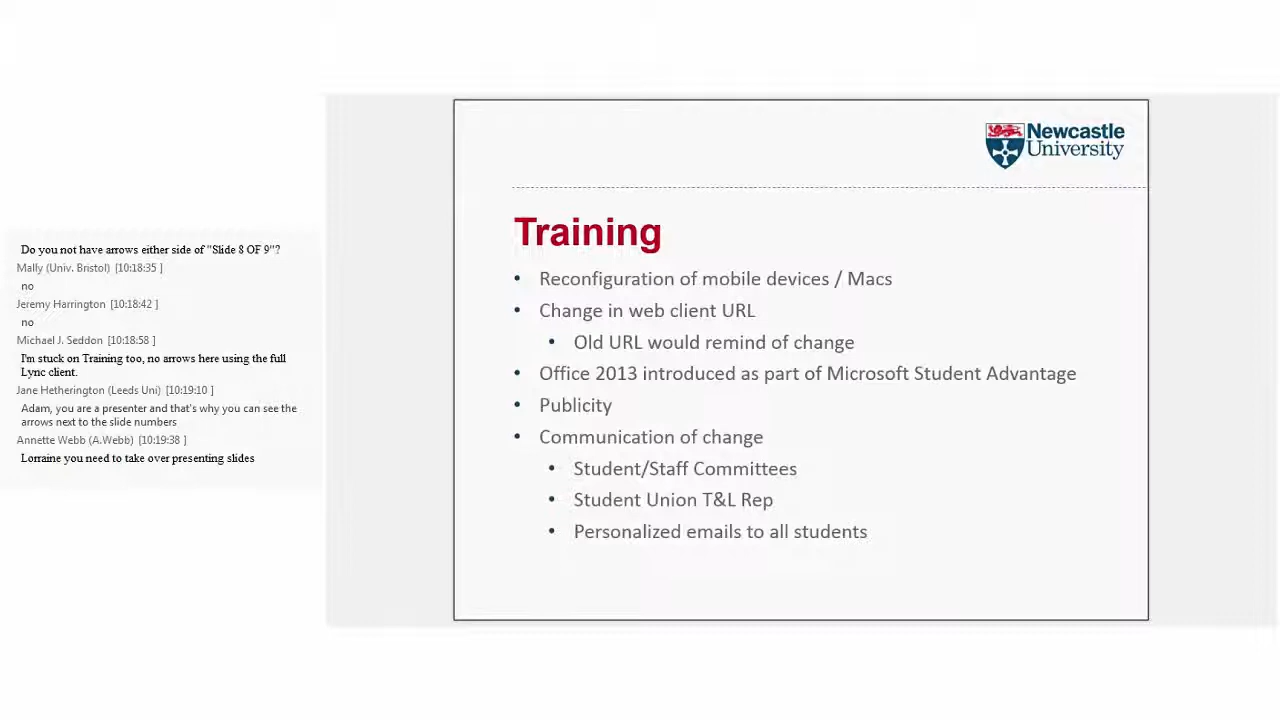 Do you not have arrows either side of "Slide 8 OF 9"?
Mally (Univ. Bristol) [10:18:35 ]
no
Jeremy Harrington [10:18:42 ]
no
Michael J. Seddon [10:18:58 ]
I'm stuck on Training too, no arrows here using the full
Lync client.
Jane Hetherington (Leeds Uni) [10:19:10 ]
Adam, you are a presenter and that's why you can see the
arrows next to the slide numbers
Annette Webb (A.Webb) [10:19:38 ]
Lorraine you need to take over presenting slides
Newcastle
University
Training
• Reconfiguration of mobile devices / Macs
• Change in web client URL
• Old URL would remind of change
• Office 2013 introduced as part of Microsoft Student Advantage
• Publicity
• Communication of change
• Student/Staff Committees
• Student Union T&L Rep
• Personalized emails to all students